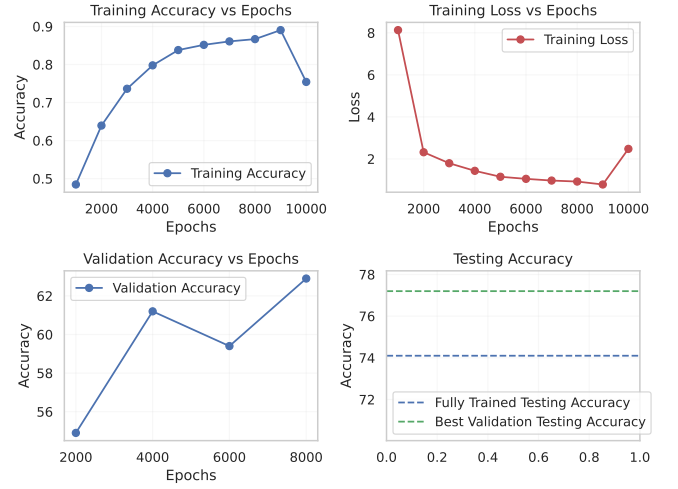 Training Accuracy vs Epochs
0.9
0.8
0.7
0.6
0.5
Accuracy
Training Accuracy
2000 4000 6000 8000 10000
Epochs
Training Loss vs Epochs
8
6
4
2
Loss
Training Loss
2000 4000 6000 8000 10000
Epochs
Validation Accuracy vs Epochs
62
60
58
56
Accuracy
Validation Accuracy
2000 4000 6000 8000
Epochs
Testing Accuracy
78
76
74
72
Accuracy
Fully Trained Testing Accuracy
Best Validation Testing Accuracy
0.0 0.2 0.4 0.6 0.8 1.0